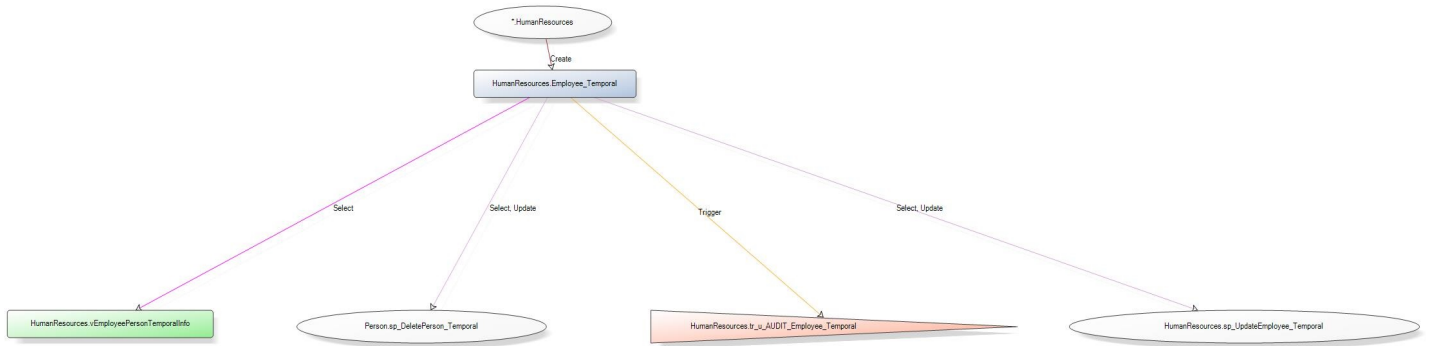 *.HumanResources
Create
HumanResources.Employee_Temporal
Select
Select, Update
Trigger
Select, Update
HumanResources.vEmployeePersonTemporalInfo
Person.sp_DeletePerson_Temporal
HumanResources.tr_u_AUDIT_Employee_Temporal
HumanResources.sp_UpdateEmployee_Temporal